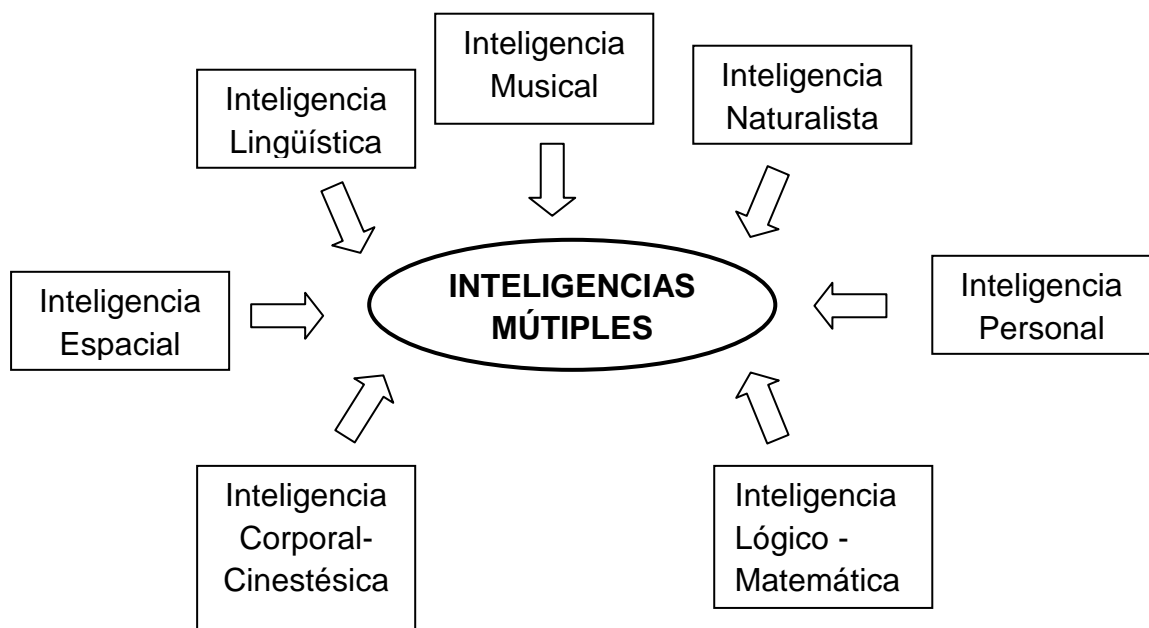 Inteligencia
Musical
Inteligencia
Lingüística
Inteligencia
Naturalista
INTELIGENCIAS
MÚTIPLES
Inteligencia
Espacial
Inteligencia
Personal
Inteligencia
Corporal-
Cinestésica
Inteligencia
Lógico -
Matemática